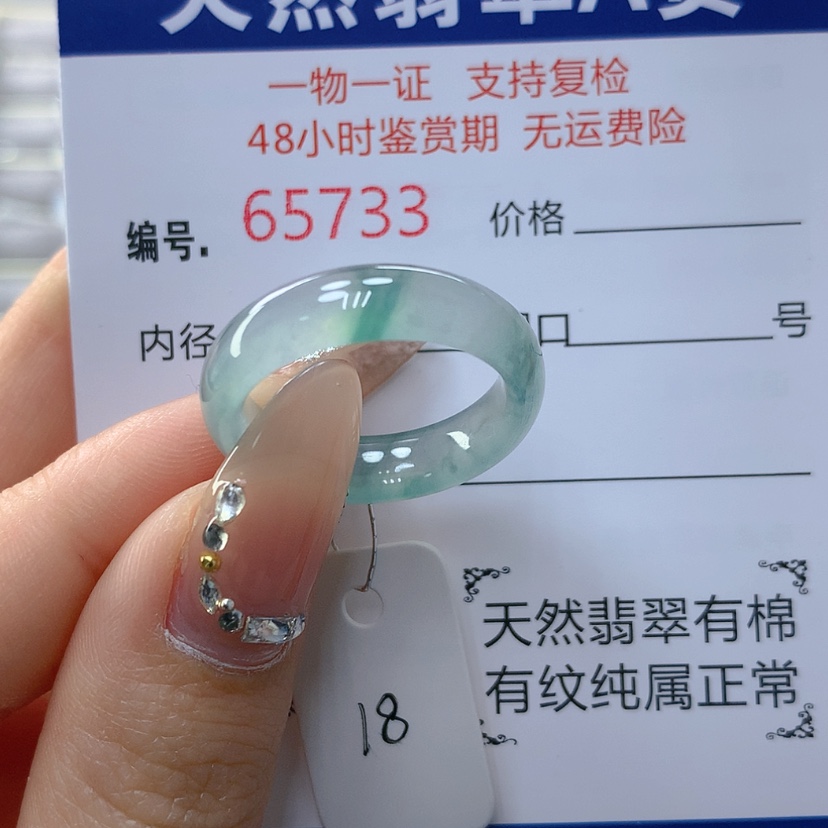 天然翡翠A货
一物一证 支持复检
48小时鉴赏期 无运费险
编号. 65733 价格
内径 口 号
天然翡翠有棉
有纹纯属正常
18